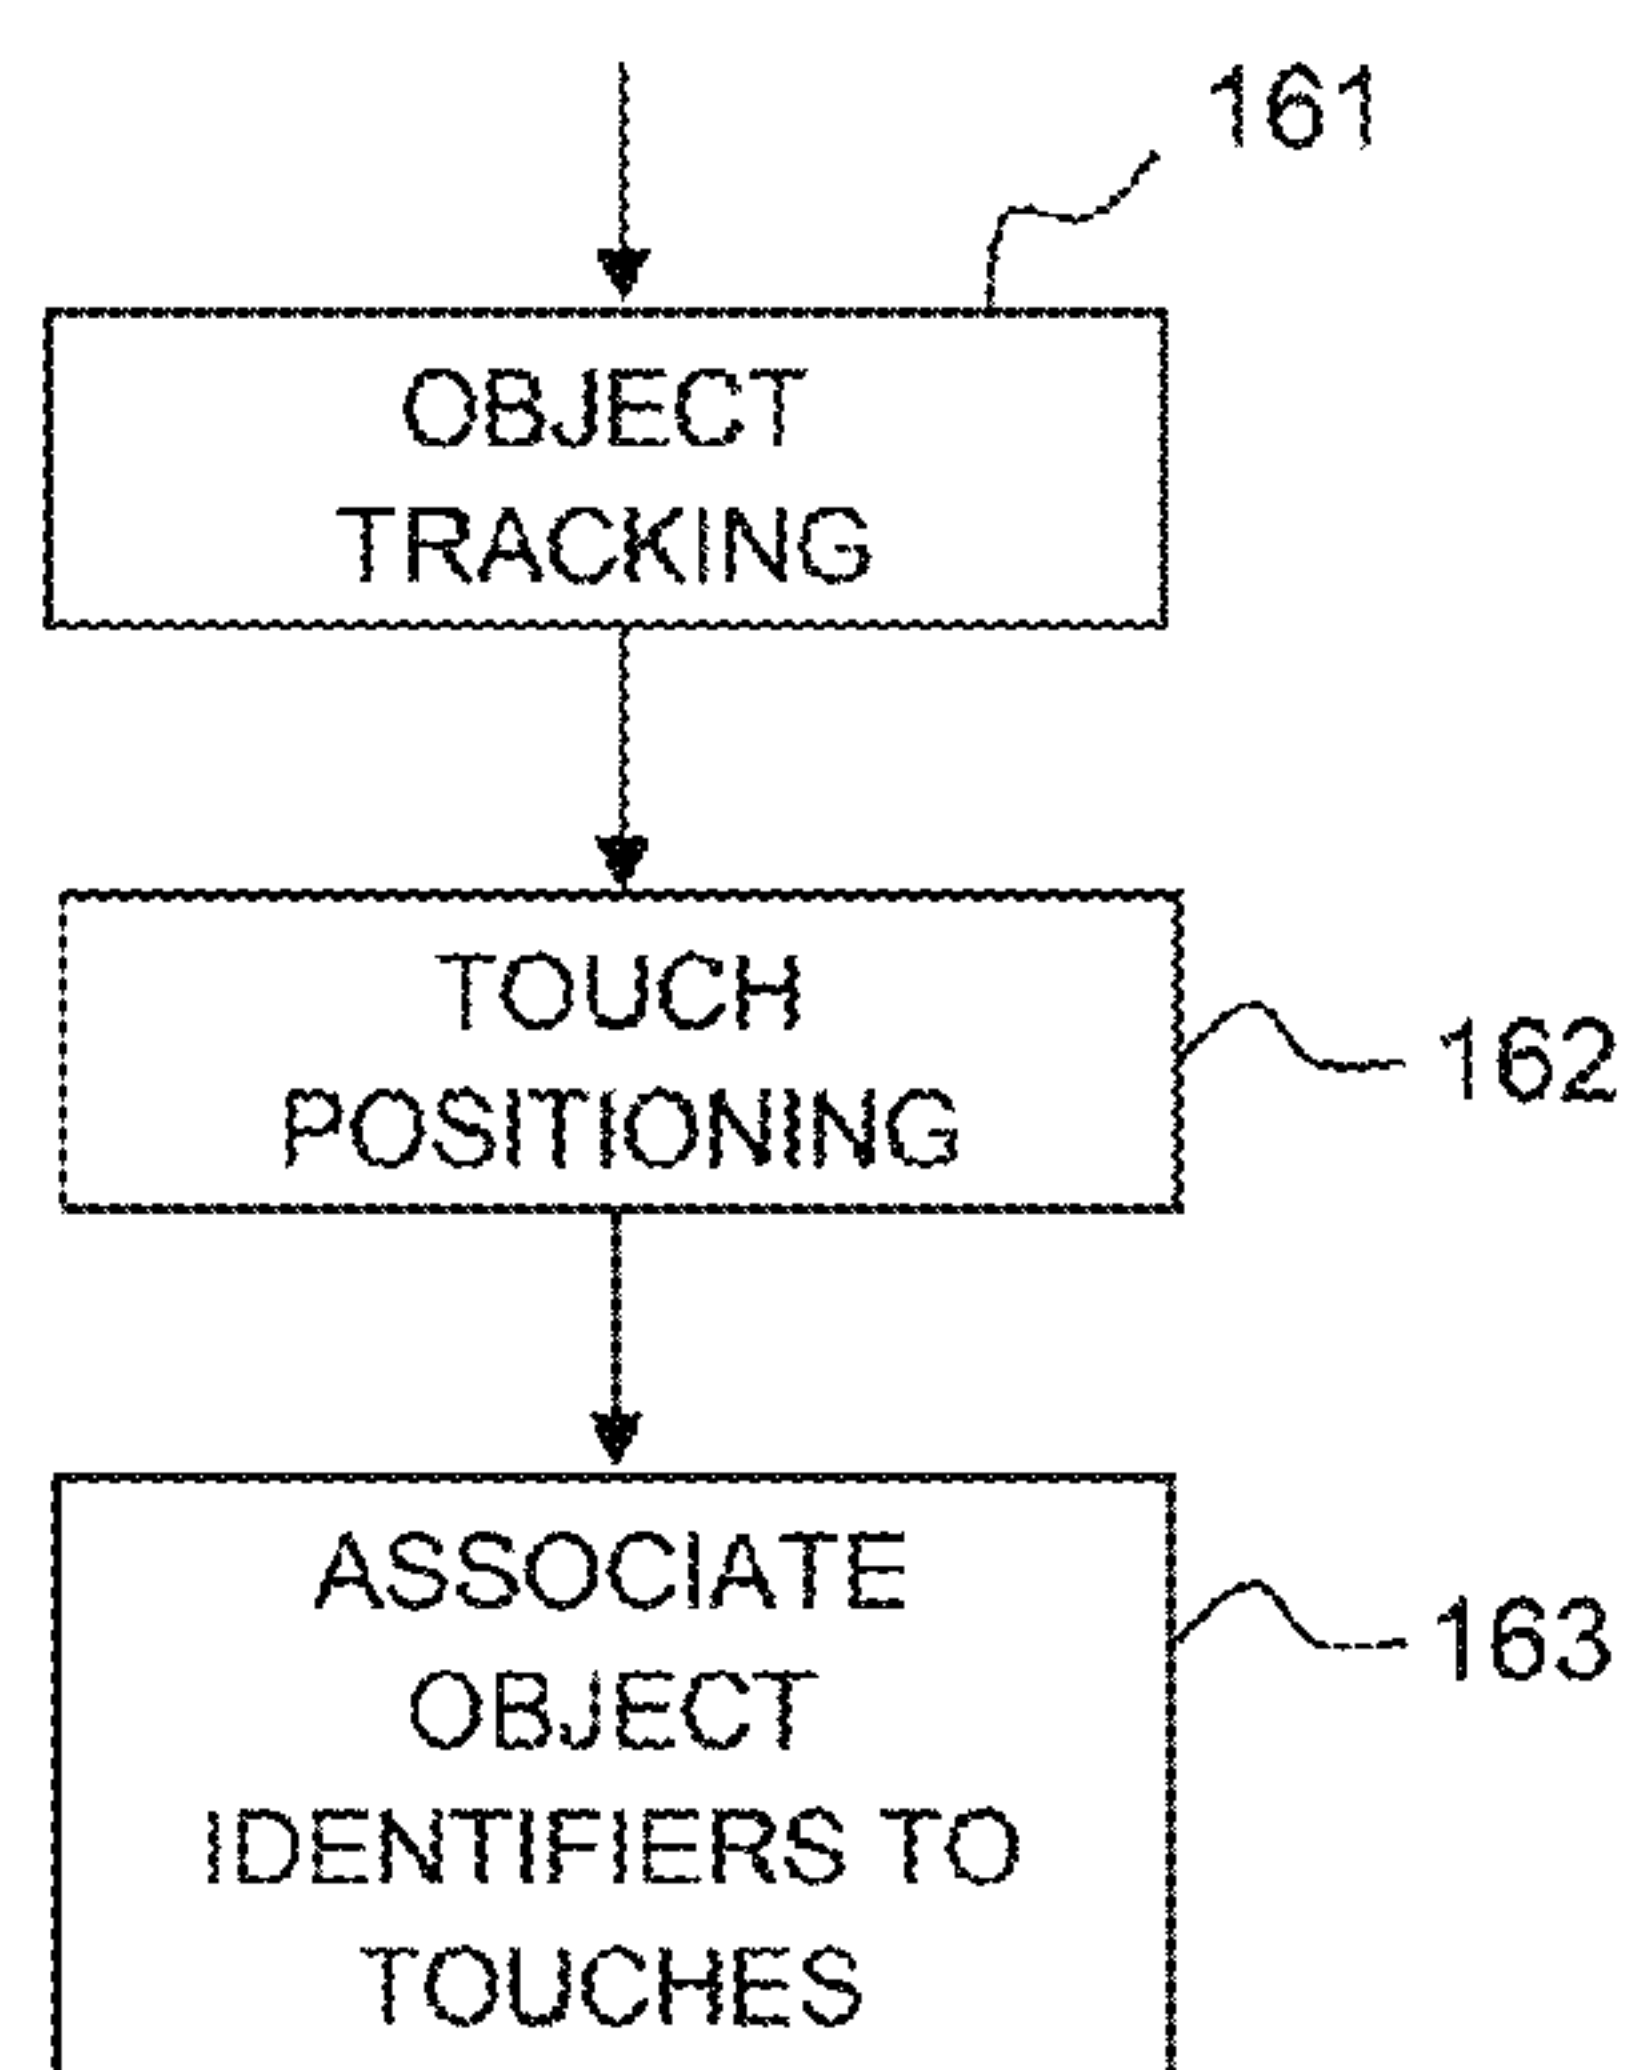 161
OBJECT
TRACKING
TOUCH
POSITIONING
162
ASSOCIATE
OBJECT
IDENTIFIERS TO
TOUCHES
163